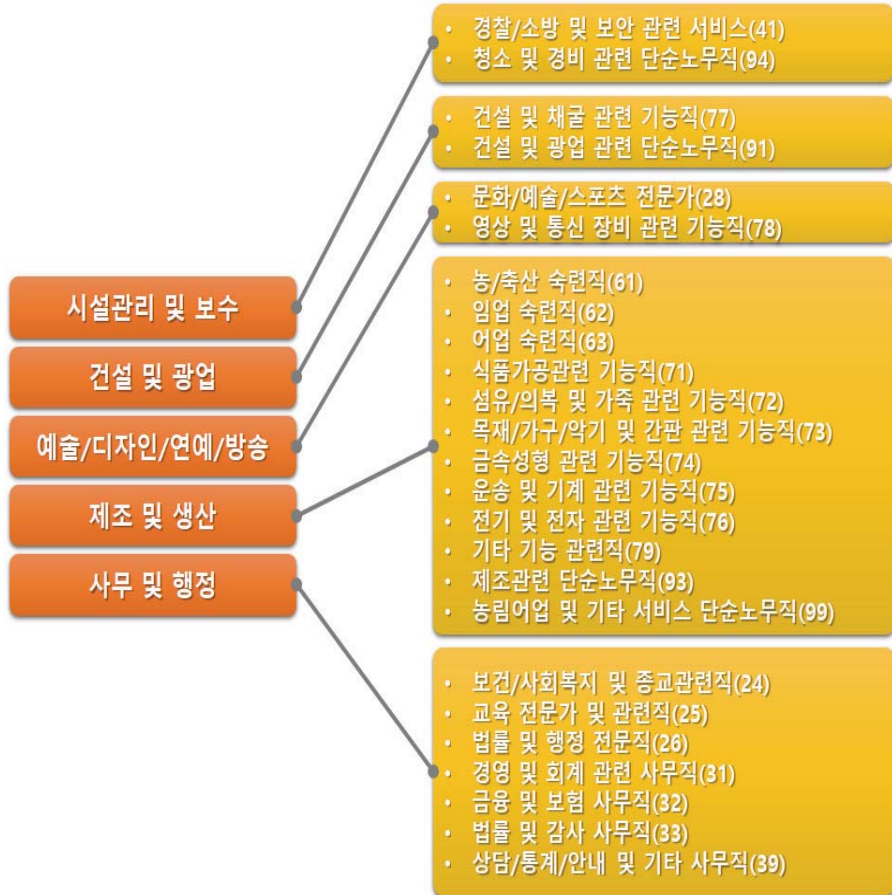 시설관리 및 보수
건설 및 광업
예술/디자인/연예/방송
제조 및 생산
사무 및 행정
• 경찰/소방 및 보안 관련 서비스(41)
• 청소 및 경비 관련 단순노무직(94)
• 건설 및 채굴 관련 기능직(77)
• 건설 및 광업 관련 단순노무직(91)
• 문화/예술/스포츠 전문가(28)
• 영상 및 통신 장비 관련 기능직(78)
• 농/축산 숙련직(61)
• 임업 숙련직(62)
• 어업 숙련직(63)
• 식품가공관련 기능직(71)
• 섬유/의복 및 가죽 관련 기능직(72)
• 목재/가구/악기 및 간판 관련 기능직(73)
• 금속성형 관련 기능직(74)
• 운송 및 기계 관련 기능직(75)
• 전기 및 전자 관련 기능직(76)
• 기타 기능 관련직(79)
• 제조관련 단순노무직(93)
• 농림어업 및 기타 서비스 단순노무직(99)
• 보건/사회복지 및 종교관련직(24)
• 교육 전문가 및 관련직(25)
• 법률 및 행정 전문직(26)
• 경영 및 회계 관련 사무직(31)
• 금융 및 보험 사무직(32)
• 법률 및 감사 사무직(33)
• 상담/통계/안내 및 기타 사무직(39)